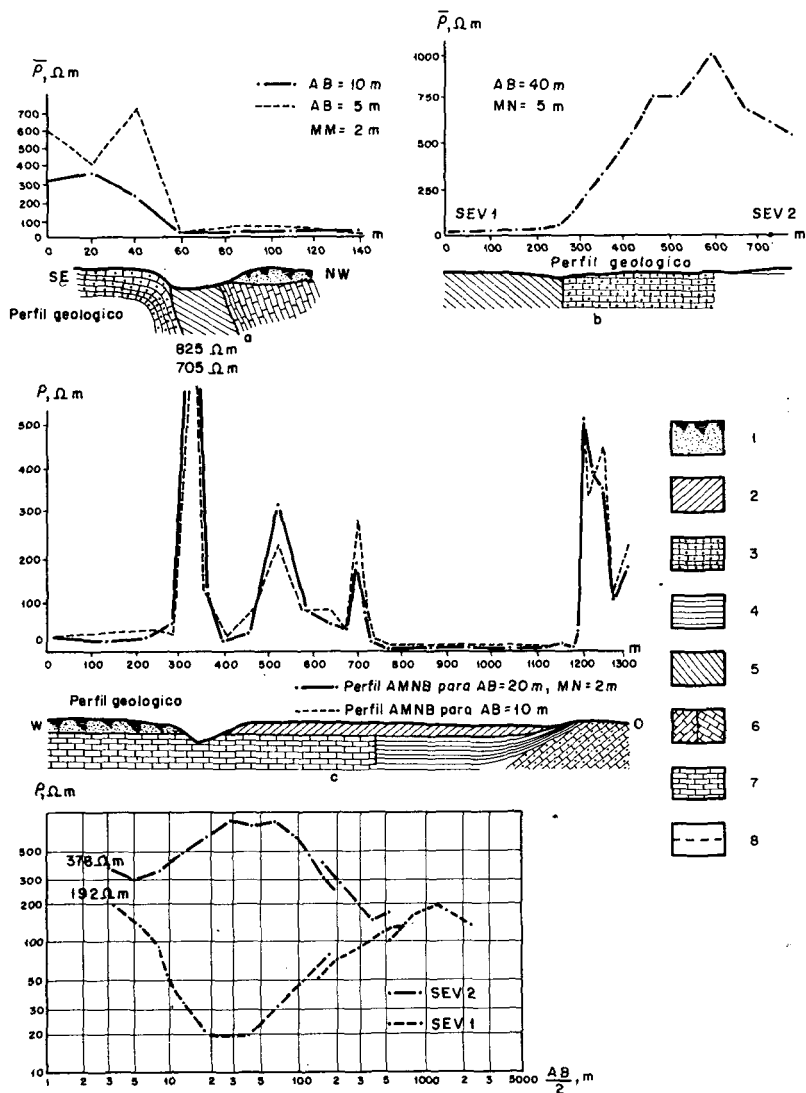 ρ̅, Ω m
AB = 10 m
AB = 5 m
MM = 2 m
700
600
500
400
300
200
100
0
m
0 20 40 60 80 100 120 140
SE NW
Perfil geologico
a
ρ̅, Ω m
1000
AB = 40 m
MN = 5 m
750
500
250
SEV 1 SEV 2
0
m
0 100 200 300 400 500 600 700
Perfil geologico
b
825 Ω m
705 Ω m
ρ, Ω m
500
400
300
200
100
0
m
0 100 200 300 400 500 600 700 800 900 1000 1100 1200 1300
Perfil AMNB para AB = 20 m, MN = 2 m
Perfil AMNB para AB = 10 m
Perfil geologico
W O
c
1
2
3
4
5
6
7
8
ρ, Ω m
500
378 Ω m
300
192 Ω m
200
100
50
30
20
10
SEV 2
SEV 1
1 2 3 5 10 2 3 5 100 2 3 5 1000 2 3 5000 AB/2, m